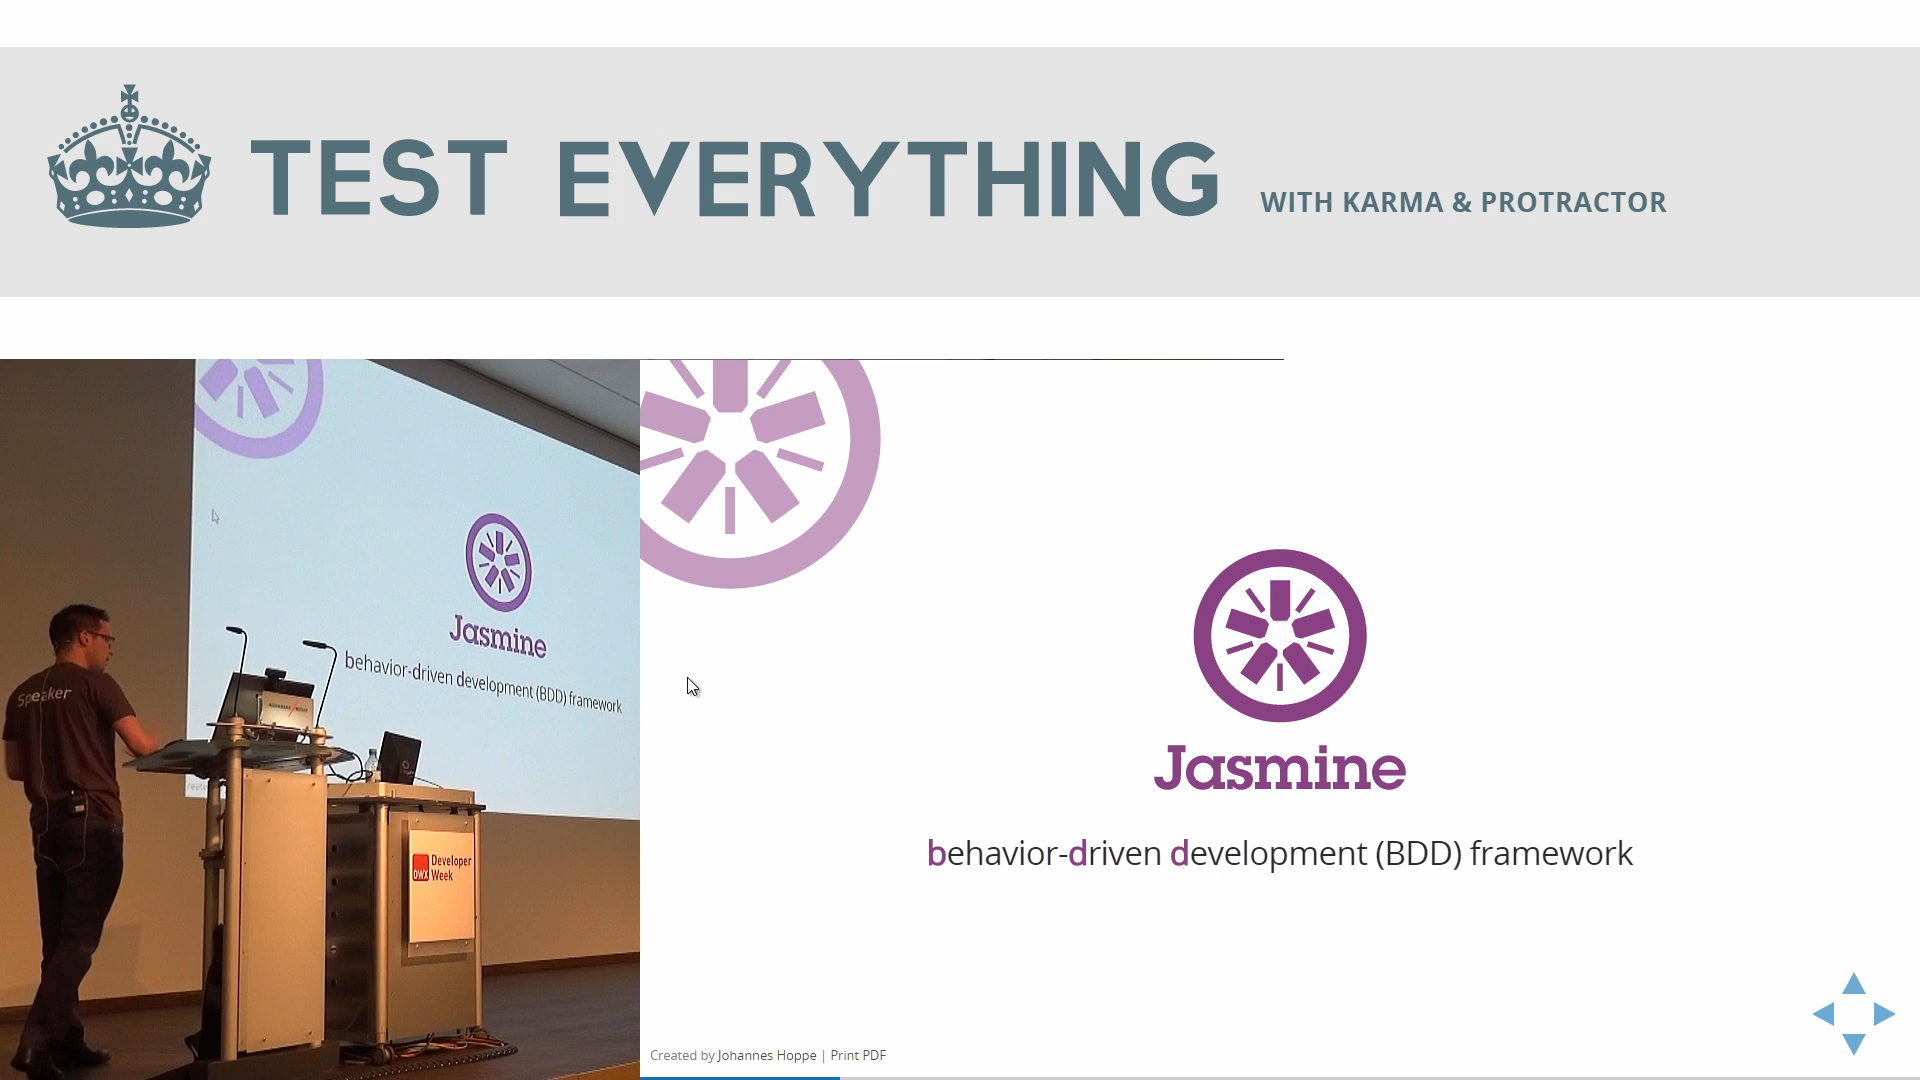 TEST EVERYTHING WITH KARMA & PROTRACTOR
Speaker
Jasmine
behavior-driven development (BDD) framework
DWX
Developer
Week
Jasmine
behavior-driven development (BDD) framework
Created by Johannes Hoppe | Print PDF